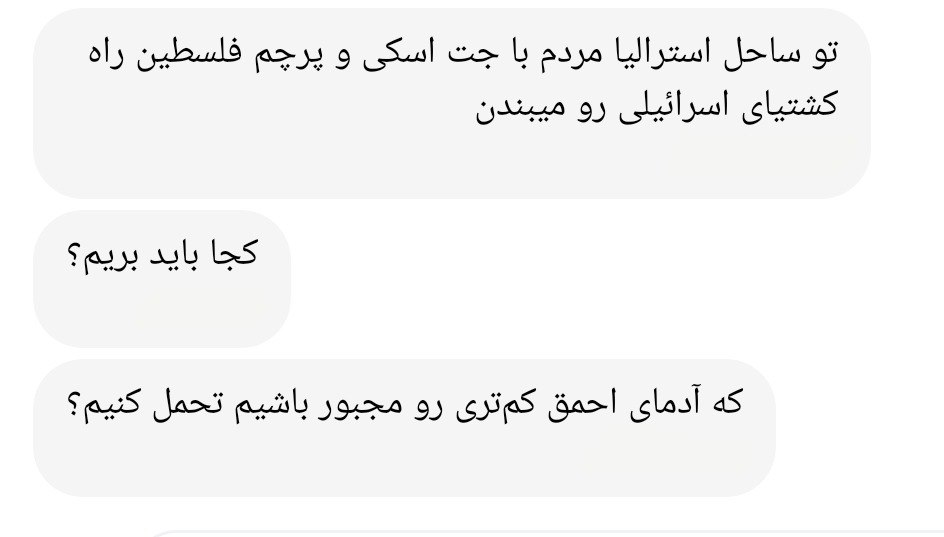 تو ساحل استرالیا مردم با جت اسکی و پرچم فلسطین راه
کشتیای اسرائیلی رو میبندن
کجا باید بریم؟
که آدمای احمق کم‌تری رو مجبور باشیم تحمل کنیم؟